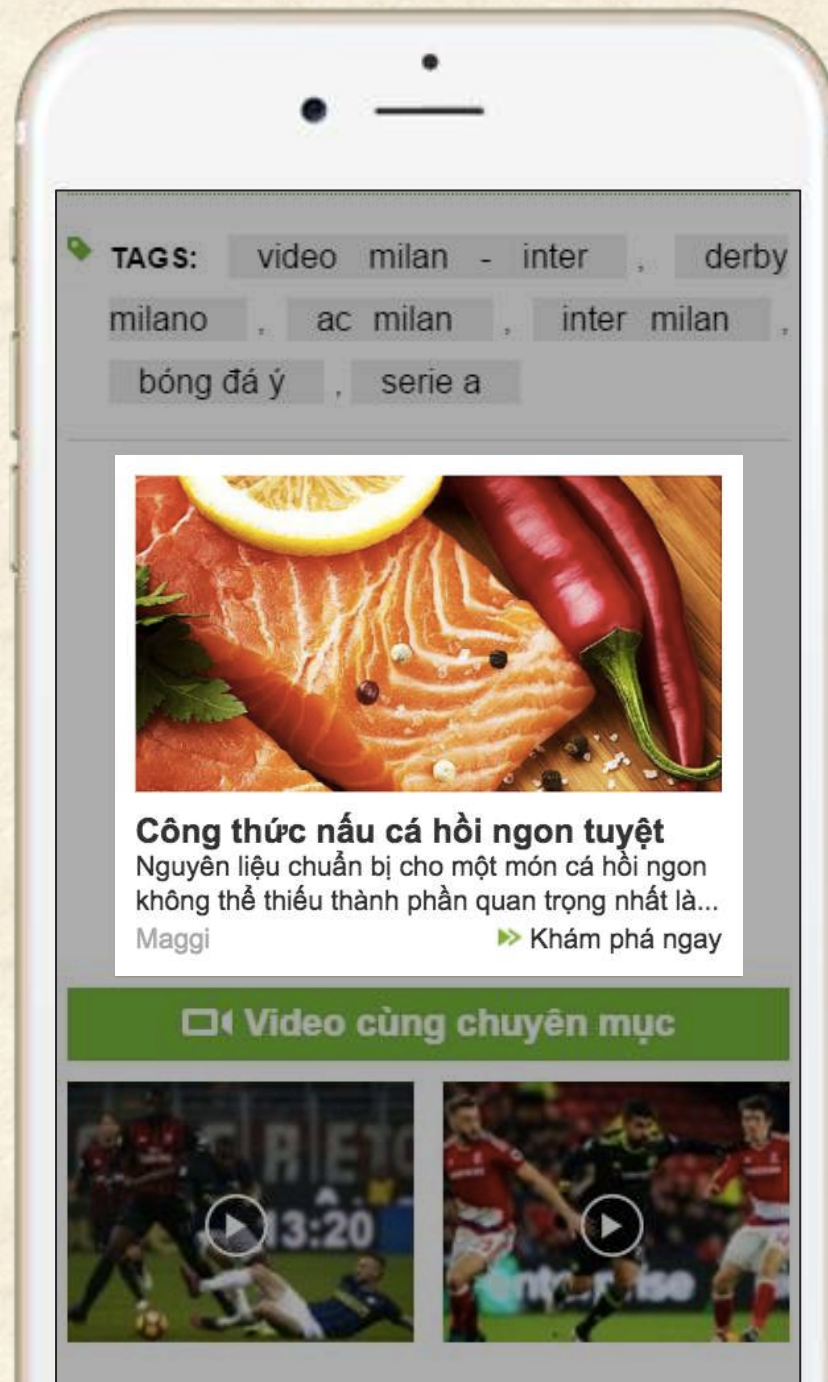 TAGS: video milan - inter , derby
milano , ac milan , inter milan ,
bóng đá ý , serie a
Công thức nấu cá hồi ngon tuyệt
Nguyên liệu chuẩn bị cho một món cá hồi ngon
không thể thiếu thành phần quan trọng nhất là...
Maggi Khám phá ngay
Video cùng chuyên mục
13:20